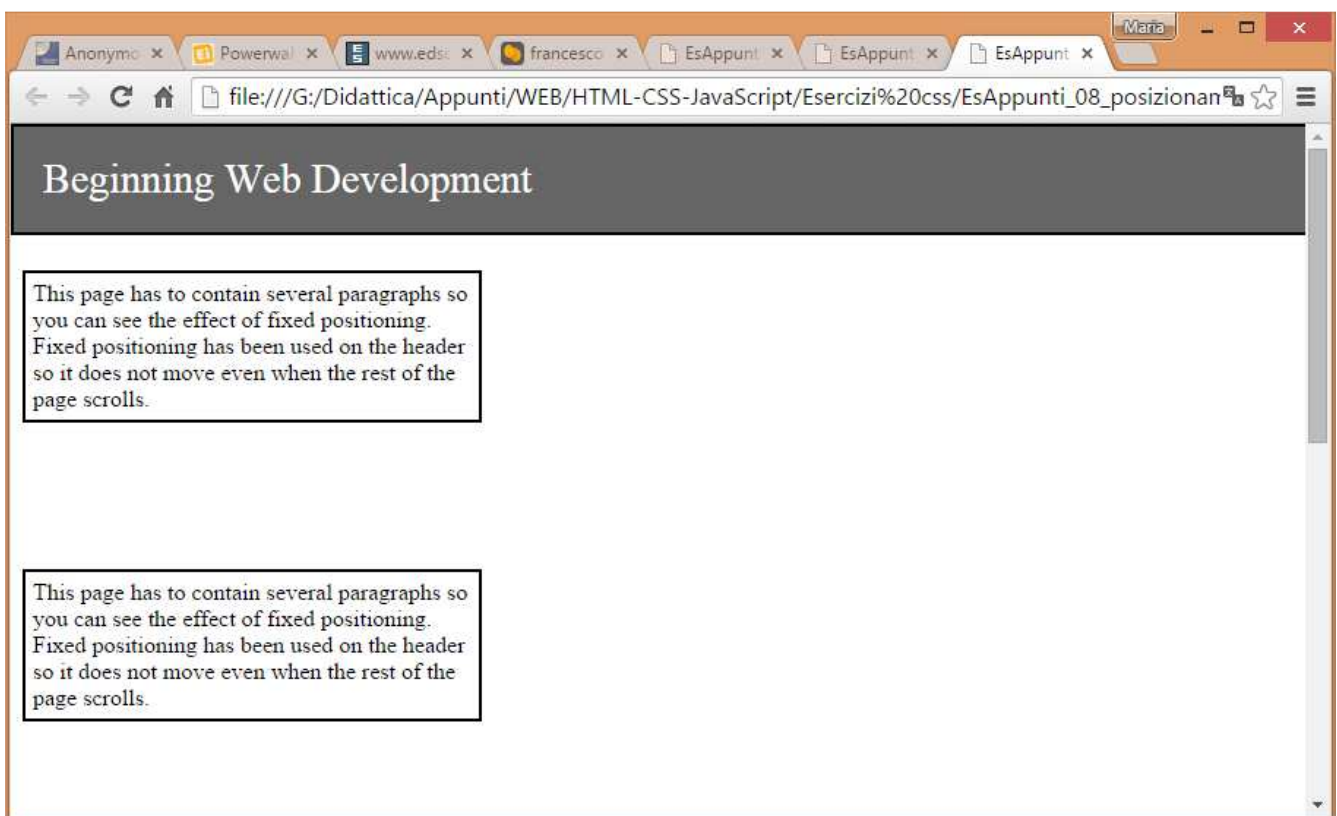 Maria
Anonymo
Powerwal
www.edsc
francesco
EsAppunt
EsAppunt
EsAppunt
file:///G:/Didattica/Appunti/WEB/HTML-CSS-JavaScript/Esercizi%20css/EsAppunti_08_posizionan
Beginning Web Development
This page has to contain several paragraphs so
you can see the effect of fixed positioning.
Fixed positioning has been used on the header
so it does not move even when the rest of the
page scrolls.
This page has to contain several paragraphs so
you can see the effect of fixed positioning.
Fixed positioning has been used on the header
so it does not move even when the rest of the
page scrolls.